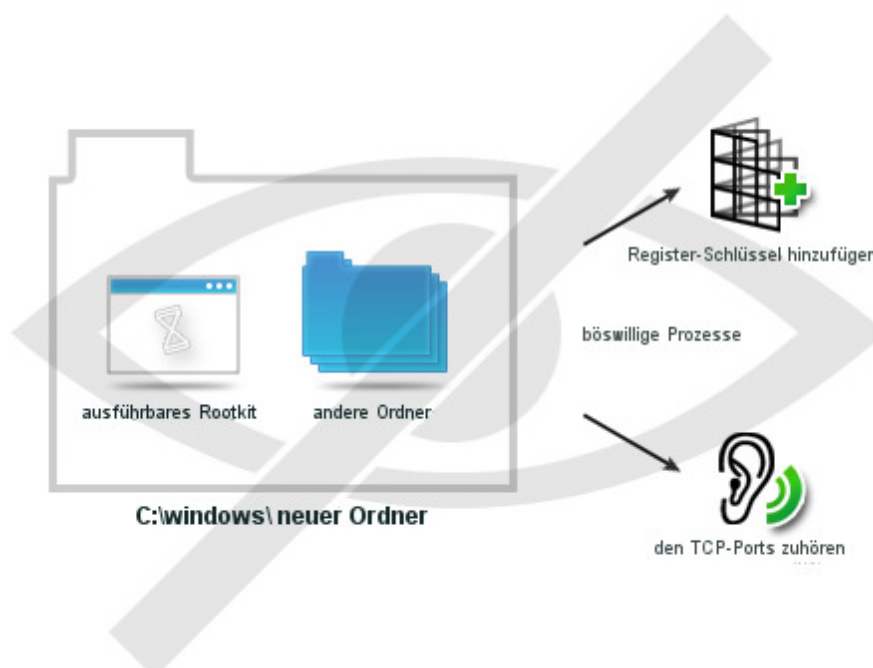 Register-Schlüssel hinzufügen
böswillige Prozesse
ausführbares Rootkit
andere Ordner
C:\windows\ neuer Ordner
den TCP-Ports zuhören